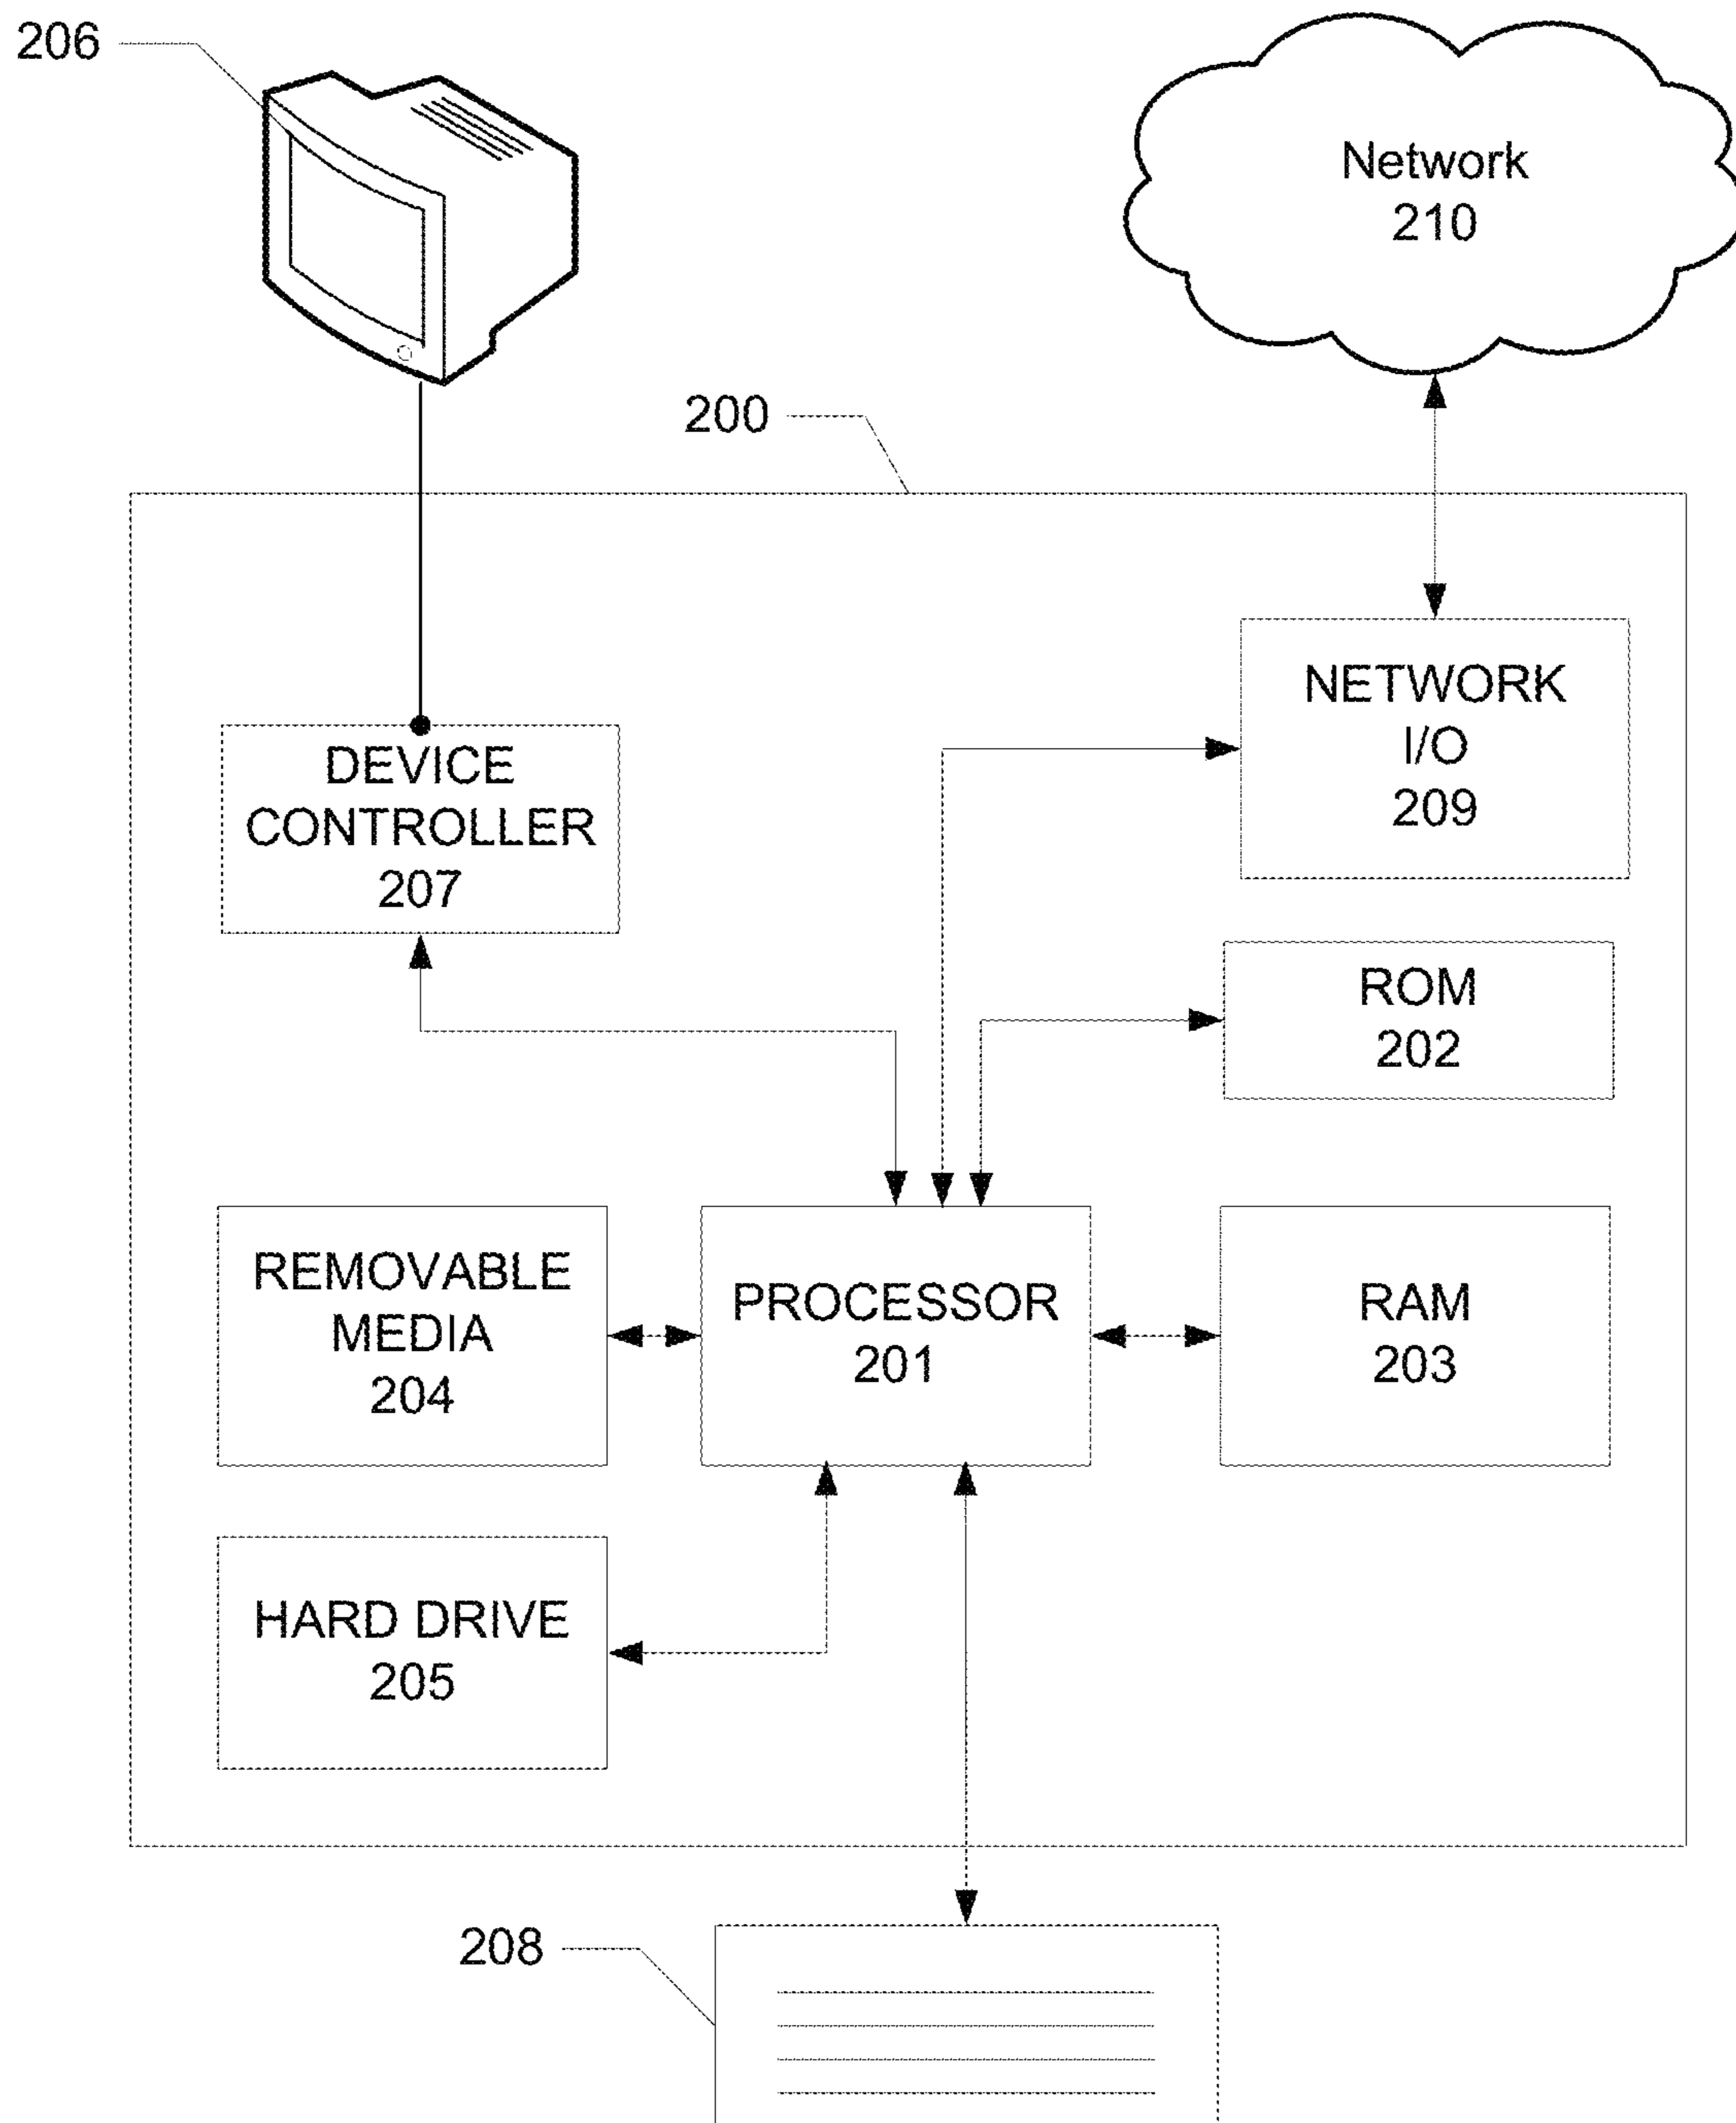 206
Network
210
200
NETWORK
I/O
209
DEVICE
CONTROLLER
207
ROM
202
REMOVABLE
MEDIA
204
PROCESSOR
201
RAM
203
HARD DRIVE
205
208